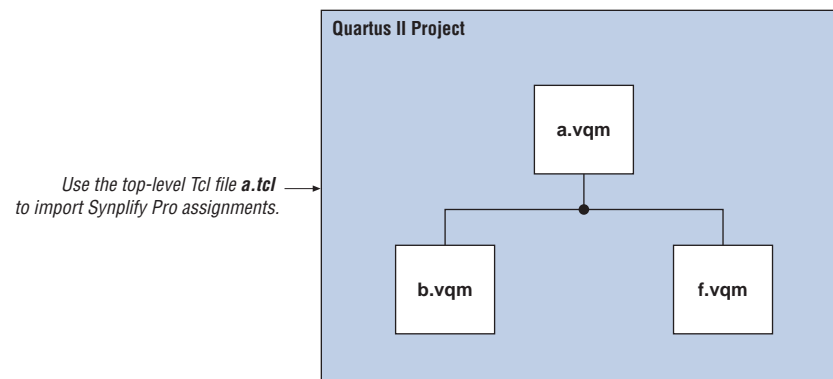 Quartus II Project
a.vqm
Use the top-level Tcl file a.tcl
to import Synplify Pro assignments.
b.vqm
f.vqm